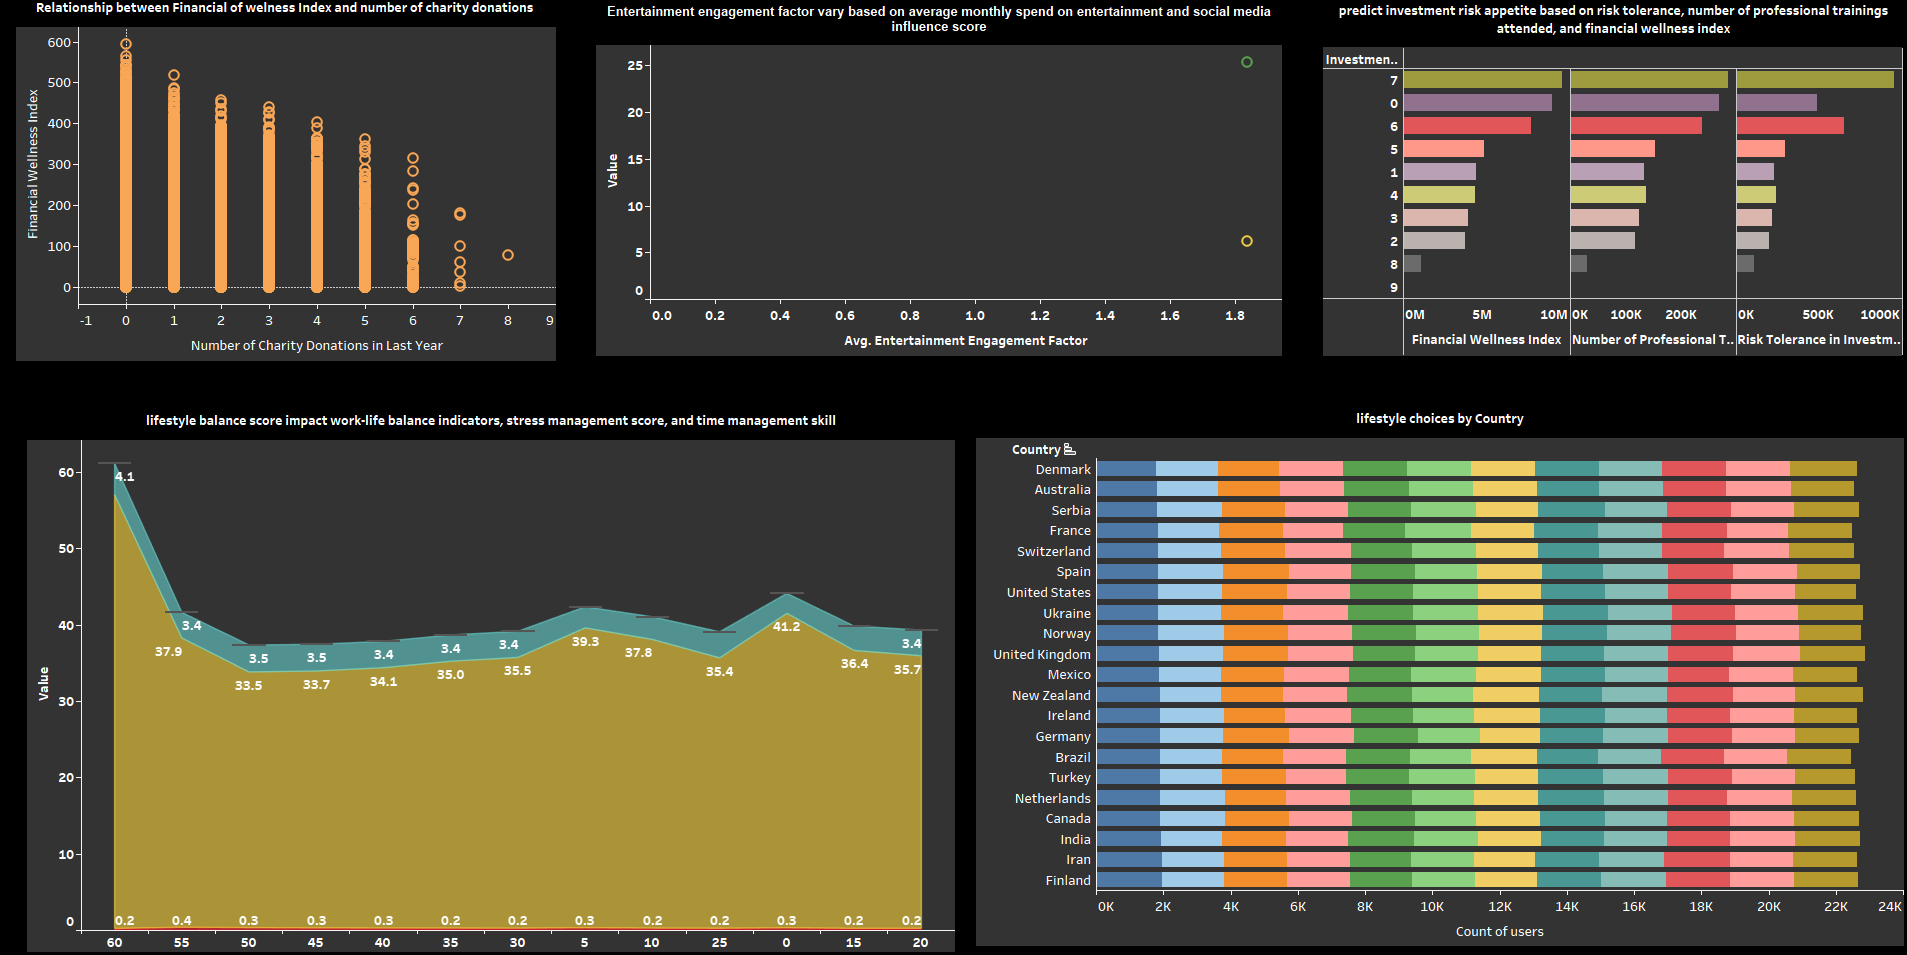 Relationship between Financial of welness Index and number of charity donations
600
500
400
300
200
100
0
Financial Wellness Index
-1 0 1 2 3 4 5 6 7 8 9
Number of Charity Donations in Last Year
Entertainment engagement factor vary based on average monthly spend on entertainment and social media
influence score
25
20
15
10
5
0
Value
0.0 0.2 0.4 0.6 0.8 1.0 1.2 1.4 1.6 1.8
Avg. Entertainment Engagement Factor
predict investment risk appetite based on risk tolerance, number of professional trainings
attended, and financial wellness index
Investmen..
7
0
6
5
1
4
3
2
8
9
0M 5M 10M 0K 100K 200K 0K 500K 1000K
Financial Wellness Index Number of Professional T.. Risk Tolerance in Investm..
lifestyle balance score impact work-life balance indicators, stress management score, and time management skill
60
50
40
30
20
10
0
Value
4.1 3.4 3.5 3.5 3.4 3.4 3.4 3.4
37.9 33.5 33.7 34.1 35.0 35.5 39.3 37.8 35.4 41.2 36.4 35.7
0.2 0.4 0.3 0.3 0.3 0.2 0.2 0.3 0.2 0.2 0.3 0.2 0.2
60 55 50 45 40 35 30 5 10 25 0 15 20
lifestyle choices by Country
Country
Denmark
Australia
Serbia
France
Switzerland
Spain
United States
Ukraine
Norway
United Kingdom
Mexico
New Zealand
Ireland
Germany
Brazil
Turkey
Netherlands
Canada
India
Iran
Finland
0K 2K 4K 6K 8K 10K 12K 14K 16K 18K 20K 22K 24K
Count of users